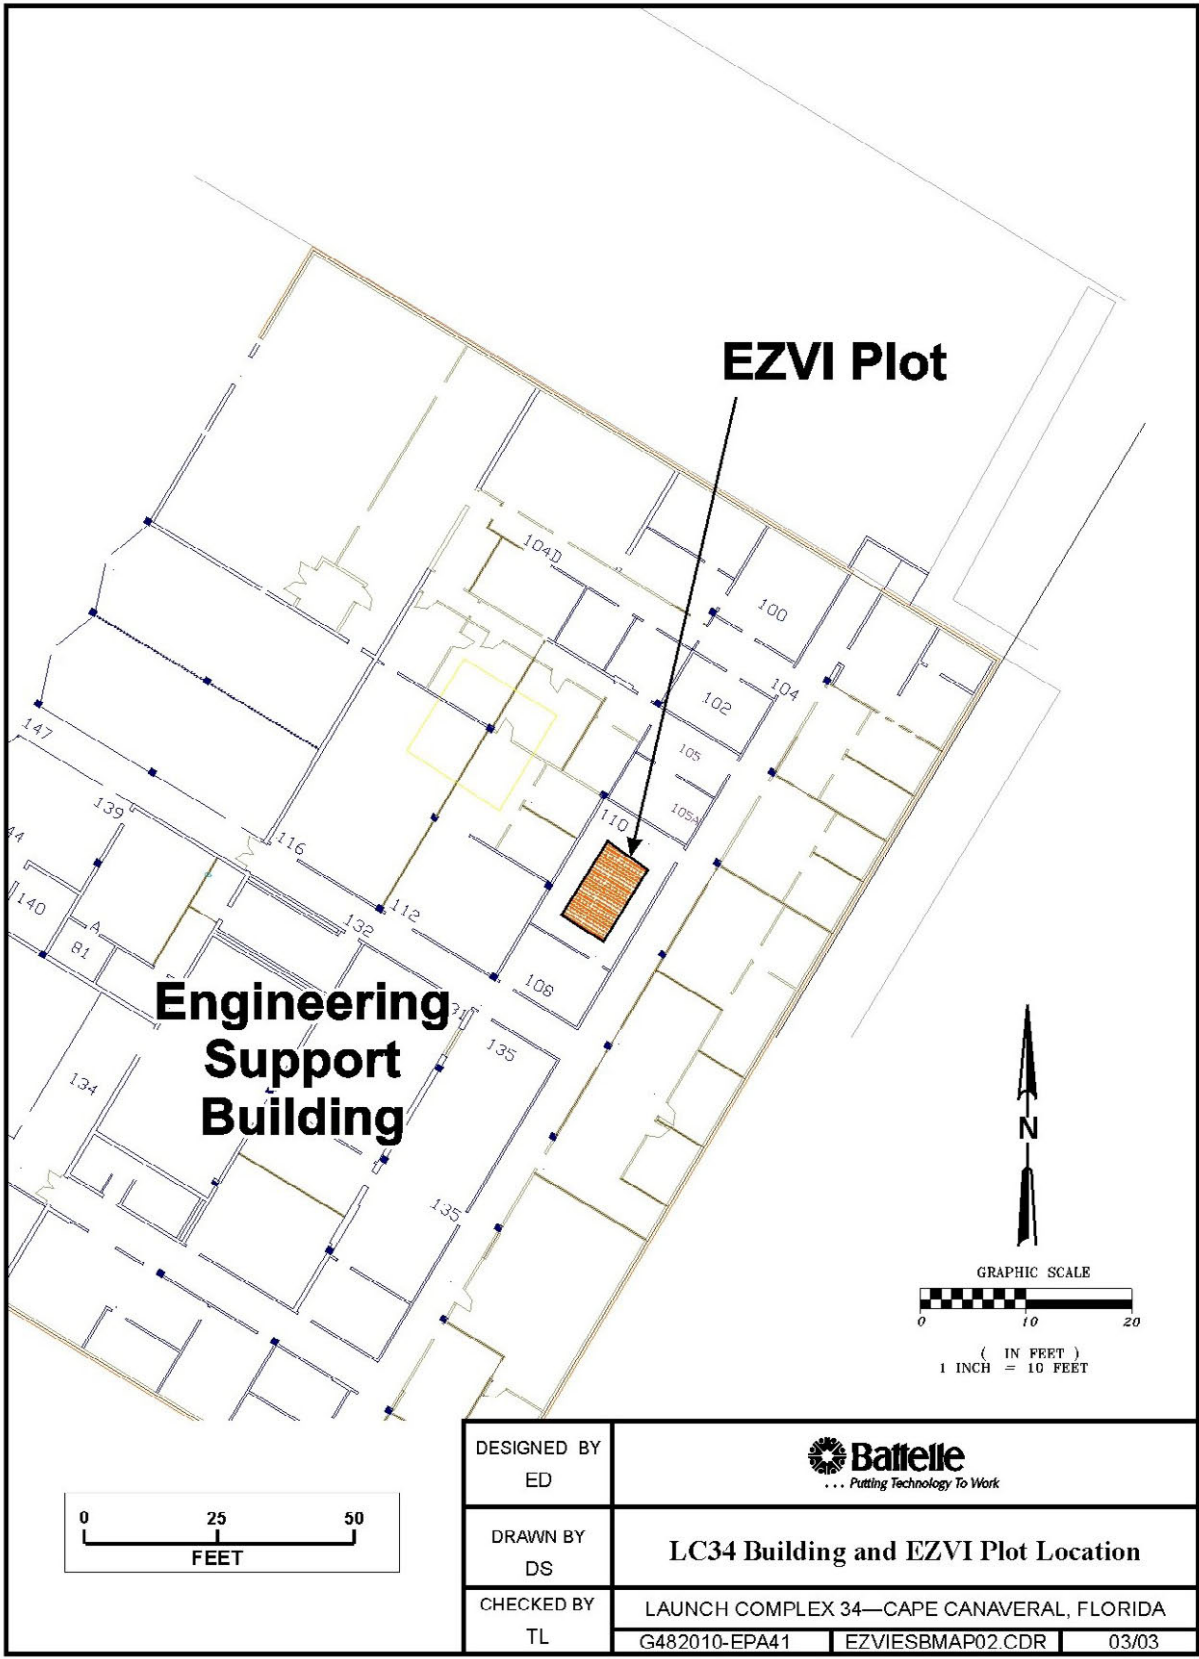 EZVI Plot
104D
100
104
102
105
105A
110
147
139
44
116
140
A
B1
132
112
108
131
135
134
135
Engineering
Support
Building
N
GRAPHIC SCALE
0 10 20
( IN FEET )
1 INCH = 10 FEET
0 25 50
FEET
DESIGNED BY
ED
Battelle
... Putting Technology To Work
DRAWN BY
DS
LC34 Building and EZVI Plot Location
CHECKED BY
TL
LAUNCH COMPLEX 34—CAPE CANAVERAL, FLORIDA
G482010-EPA41 EZVIESBMAP02.CDR 03/03